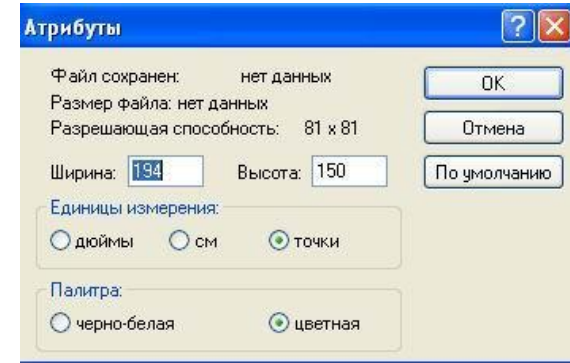 Атрибуты
Файл сохранен: нет данных
Размер файла: нет данных
Разрешающая способность: 81 x 81
Ширина: 194 Высота: 150
Единицы измерения:
дюймы см точки
Палитра:
черно-белая цветная
OK
Отмена
По умолчанию